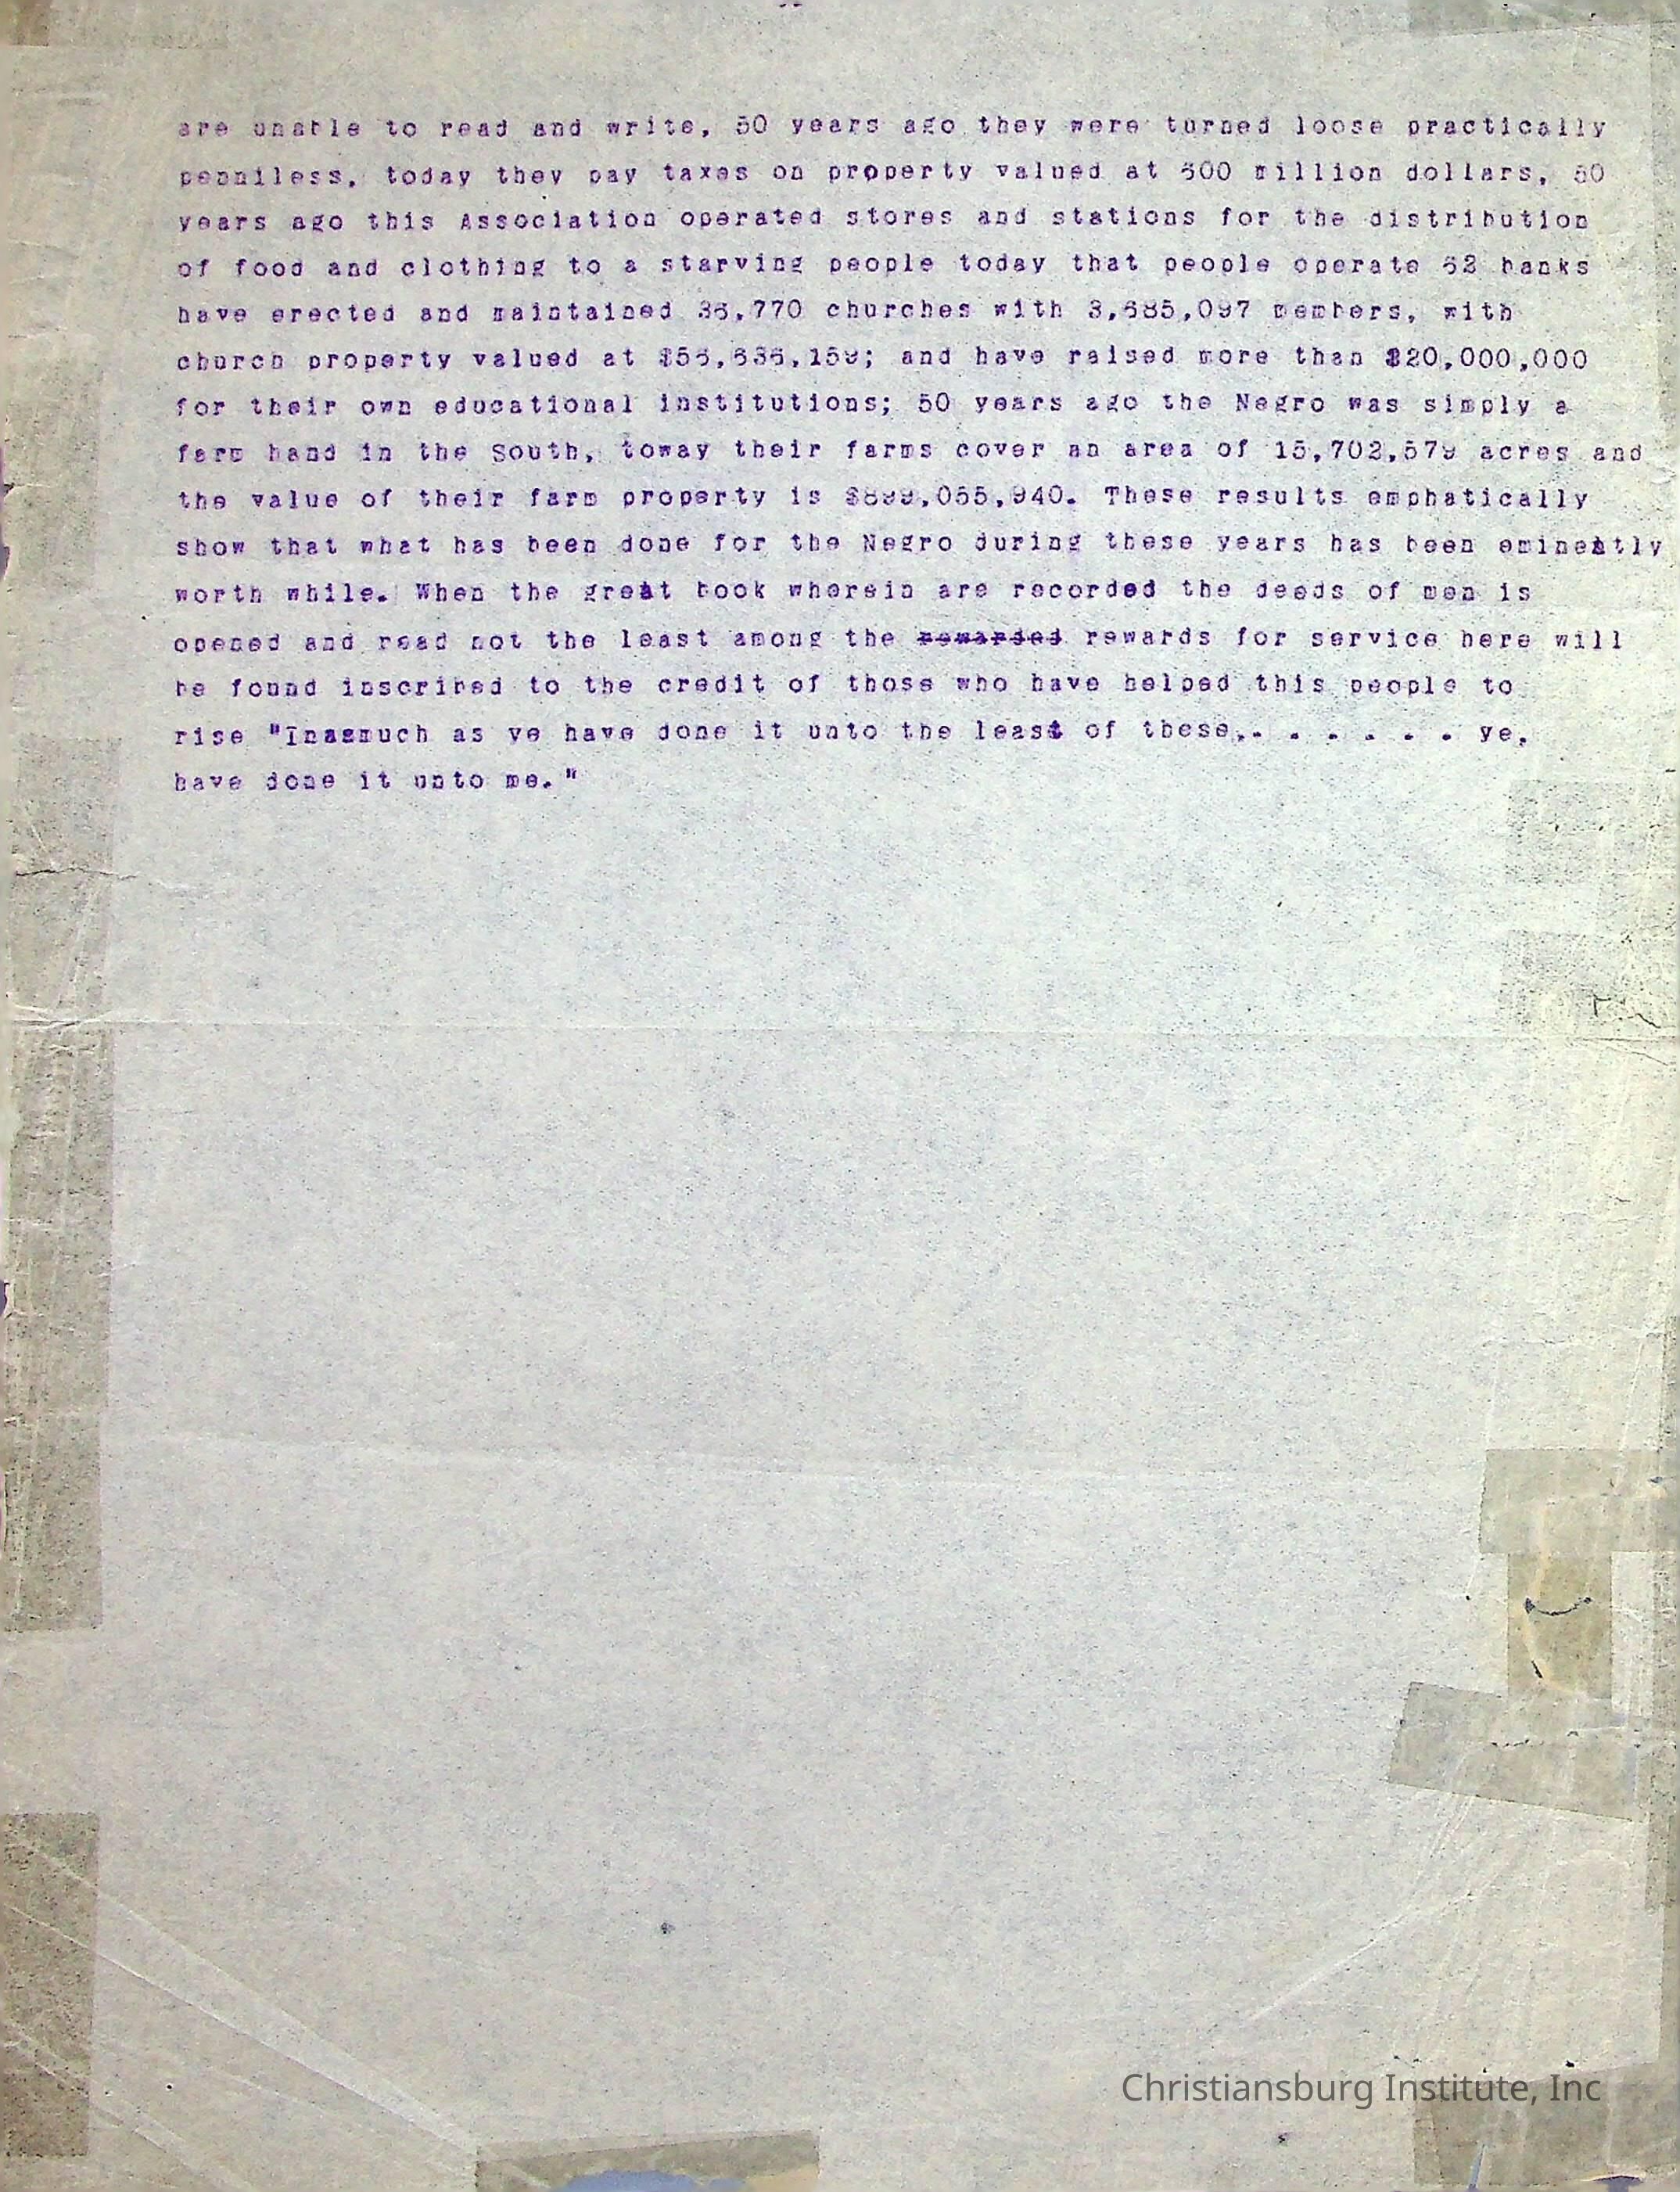 are unable to read and write, 50 years ago they were turned loose practically
penniless, today they pay taxes on property valued at 600 million dollars, 50
years ago this Association operated stores and stations for the distribution
of food and clothing to a starving people today that people operate 62 banks
have erected and maintained 36,770 churches with 3,685,097 members, with
church property valued at $56,636,159; and have raised more than $20,000,000
for their own educational institutions; 50 years ago the Negro was simply a
farm hand in the South, toway their farms cover an area of 15,702,579 acres and
the value of their farm property is $899,055,940. These results emphatically
show that what has been done for the Negro during these years has been eminently
worth while. When the great book wherein are recorded the deeds of men is
opened and read not the least among the rewarded rewards for service here will
be found inscribed to the credit of those who have helped this people to
rise "Inasmuch as ye have done it unto the least of these,. . . . . . ye,
have done it unto me."
Christiansburg Institute, Inc